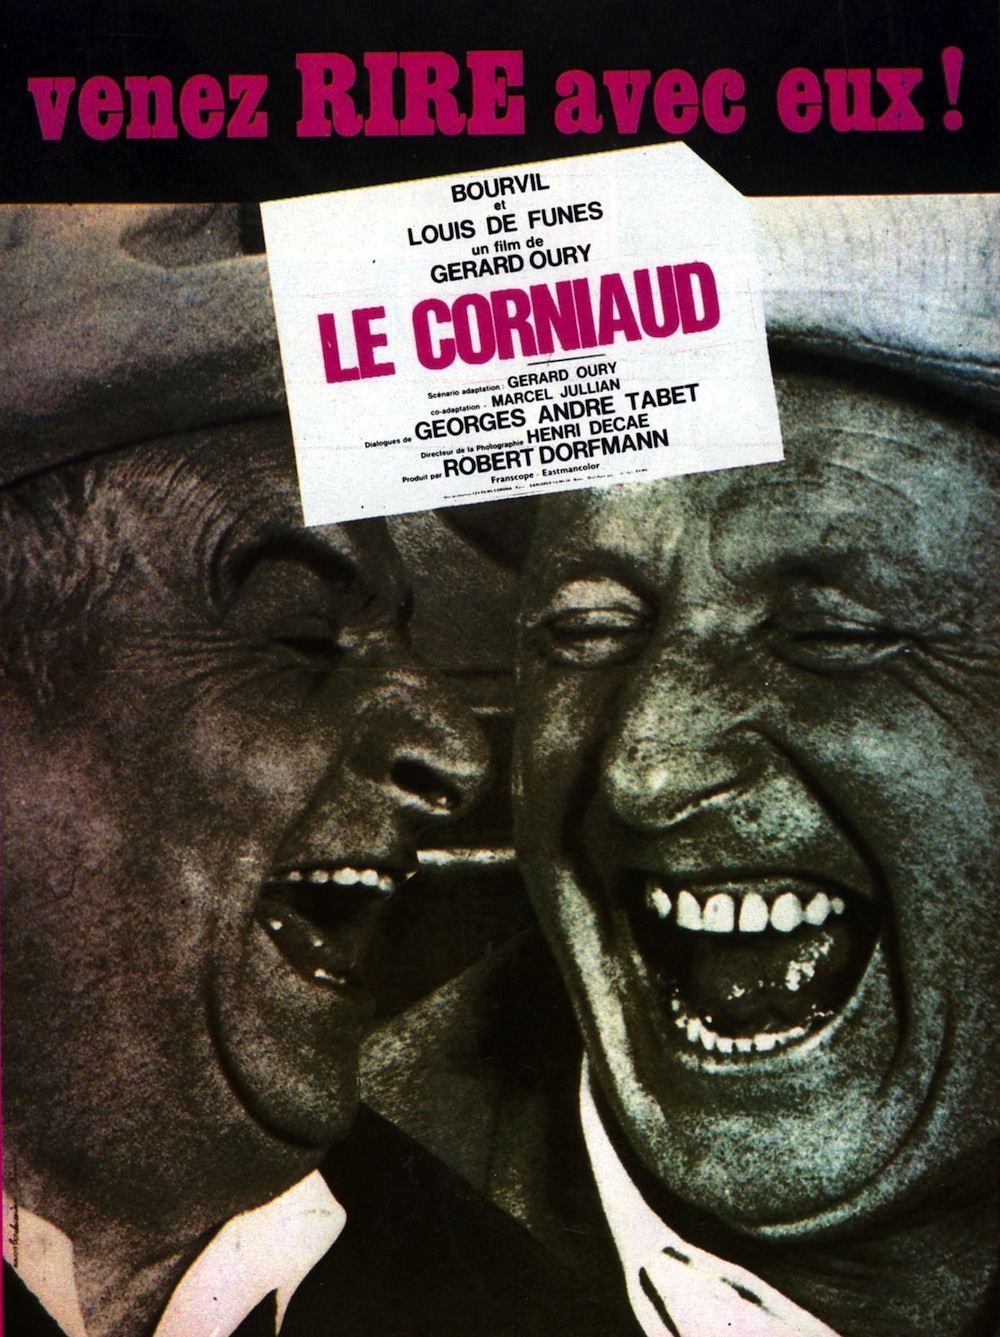 venez RIRE avec eux !
BOURVIL
et
LOUIS DE FUNES
un film de
GERARD OURY
LE CORNIAUD
Scénario adaptation : GERARD OURY
co-adaptation - MARCEL JULLIAN
Dialogues de GEORGES ANDRE TABET
Directeur de la Photographie HENRI DECAE
Produit par ROBERT DORFMANN
Franscope - Eastmancolor